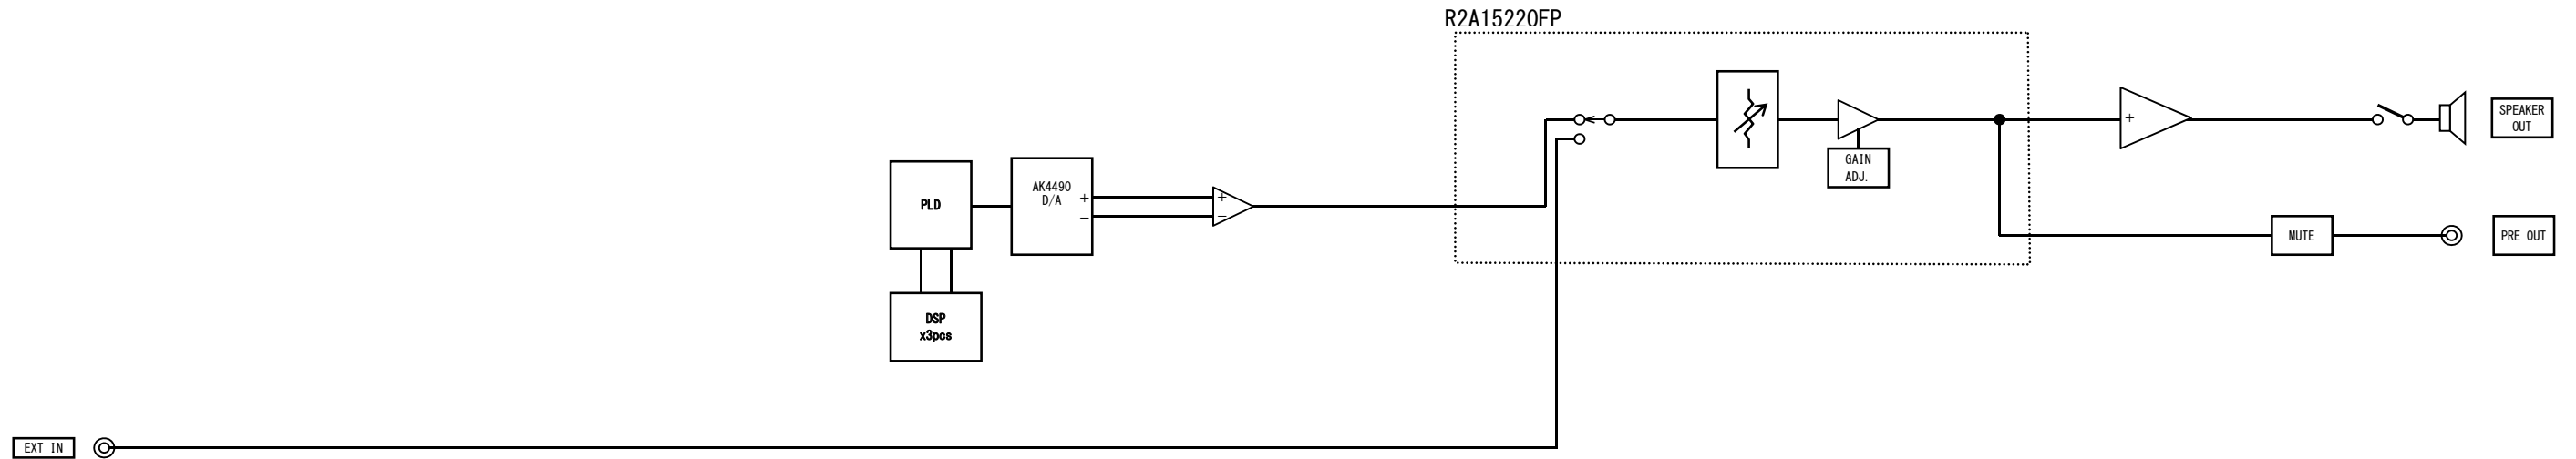 R2A15220FP
SPEAKER
OUT
+
GAIN
ADJ.
PLD
AK4490
D/A
+
−
+
−
MUTE
PRE OUT
DSP
x3pcs
EXT IN